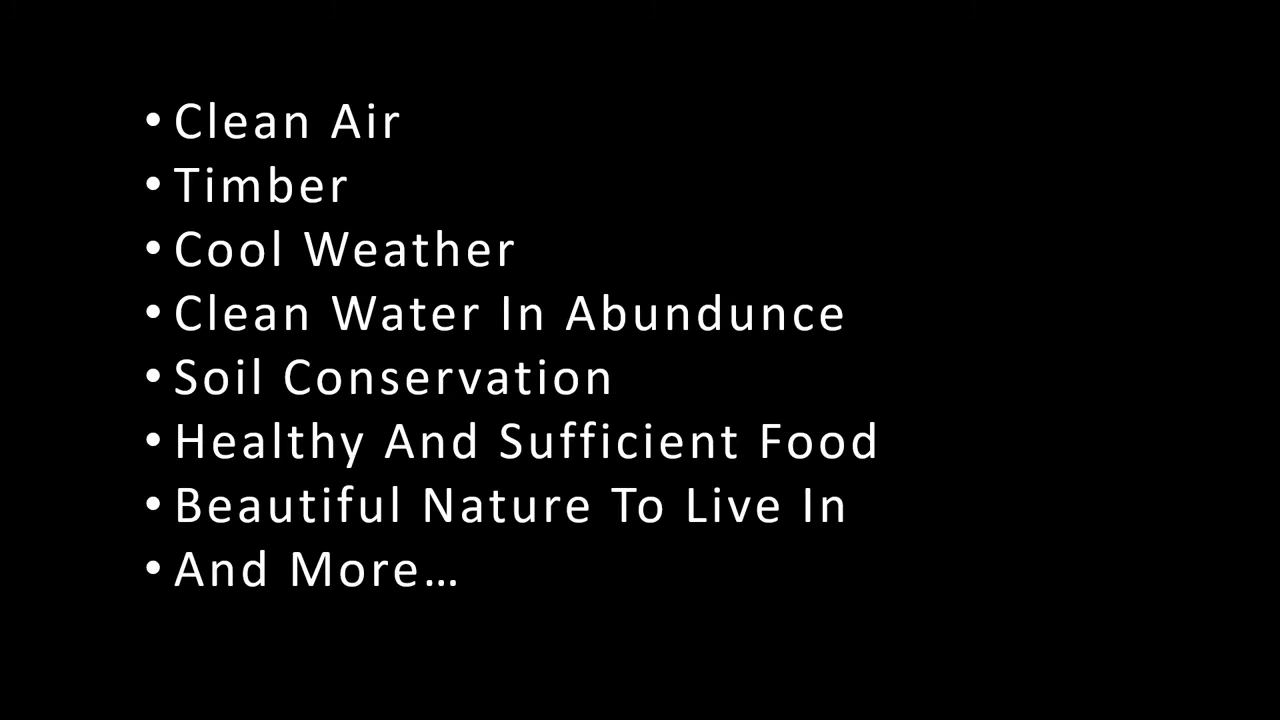 • Clean Air
• Timber
• Cool Weather
• Clean Water In Abundunce
• Soil Conservation
• Healthy And Sufficient Food
• Beautiful Nature To Live In
• And More…